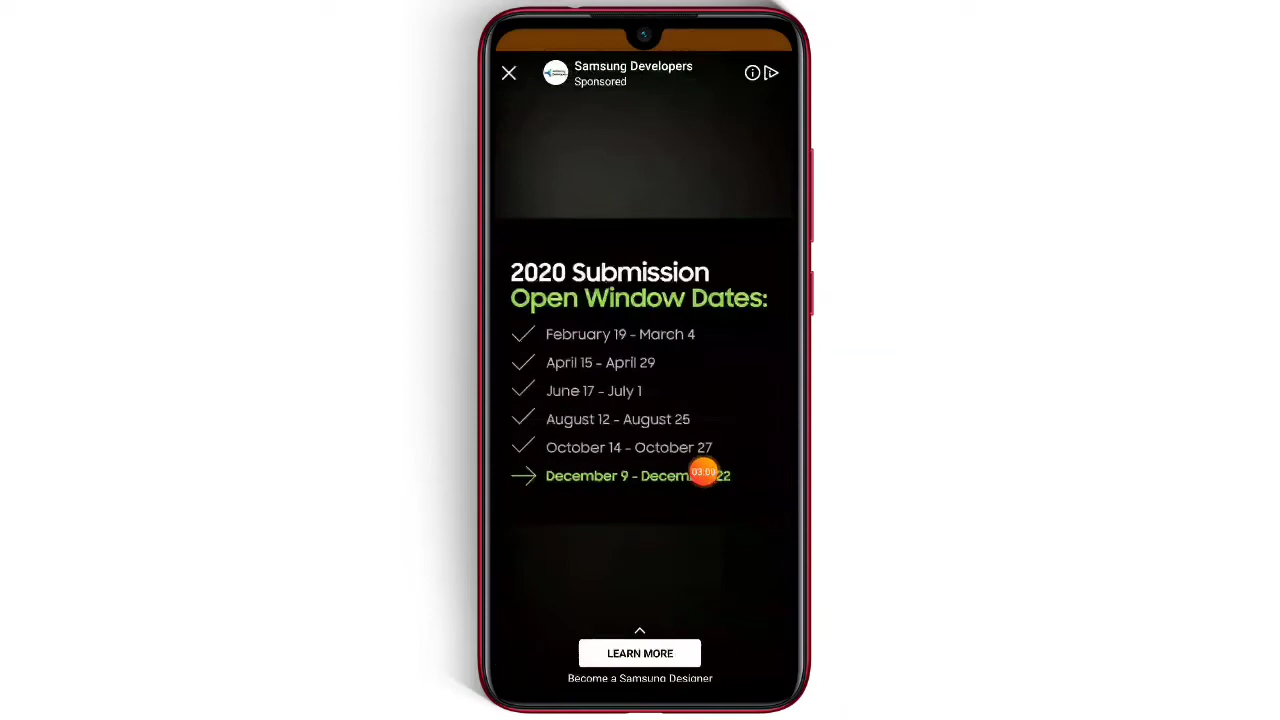 Samsung Developers
Sponsored
2020 Submission
Open Window Dates:
February 19 - March 4
April 15 - April 29
June 17 - July 1
August 12 - August 25
October 14 - October 27
December 9 - 22
LEARN MORE
Become a Samsung Designer